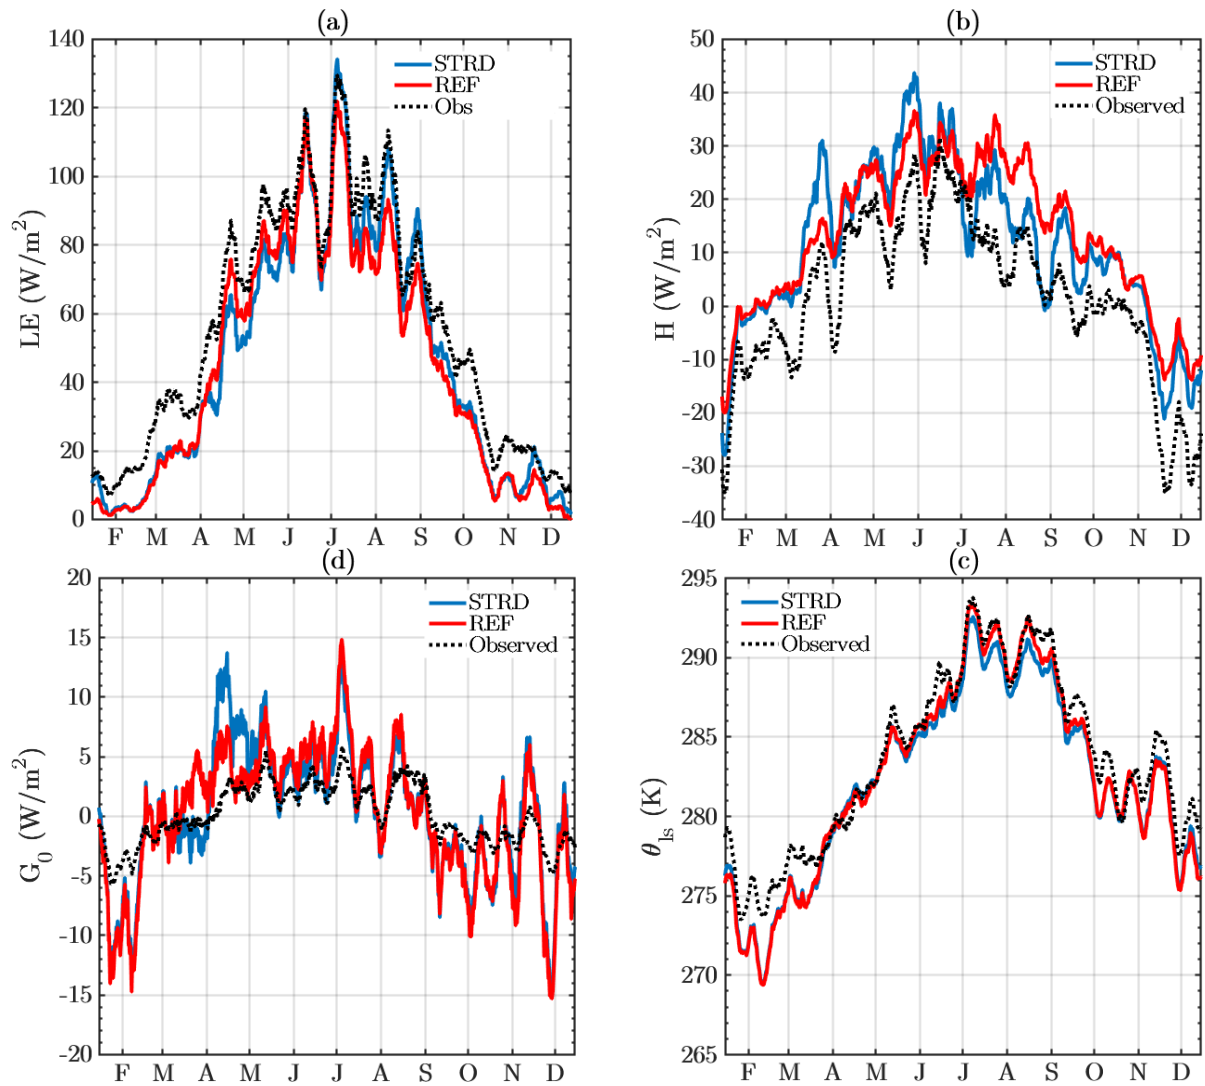 (a)
LE (W/m²)
140
120
100
80
60
40
20
0
STRD
REF
Obs
F M A M J J A S O N D
(b)
H (W/m²)
50
40
30
20
10
0
-10
-20
-30
-40
STRD
REF
Observed
F M A M J J A S O N D
(d)
G₀ (W/m²)
20
15
10
5
0
-5
-10
-15
-20
STRD
REF
Observed
F M A M J J A S O N D
(c)
θls (K)
295
290
285
280
275
270
265
STRD
REF
Observed
F M A M J J A S O N D